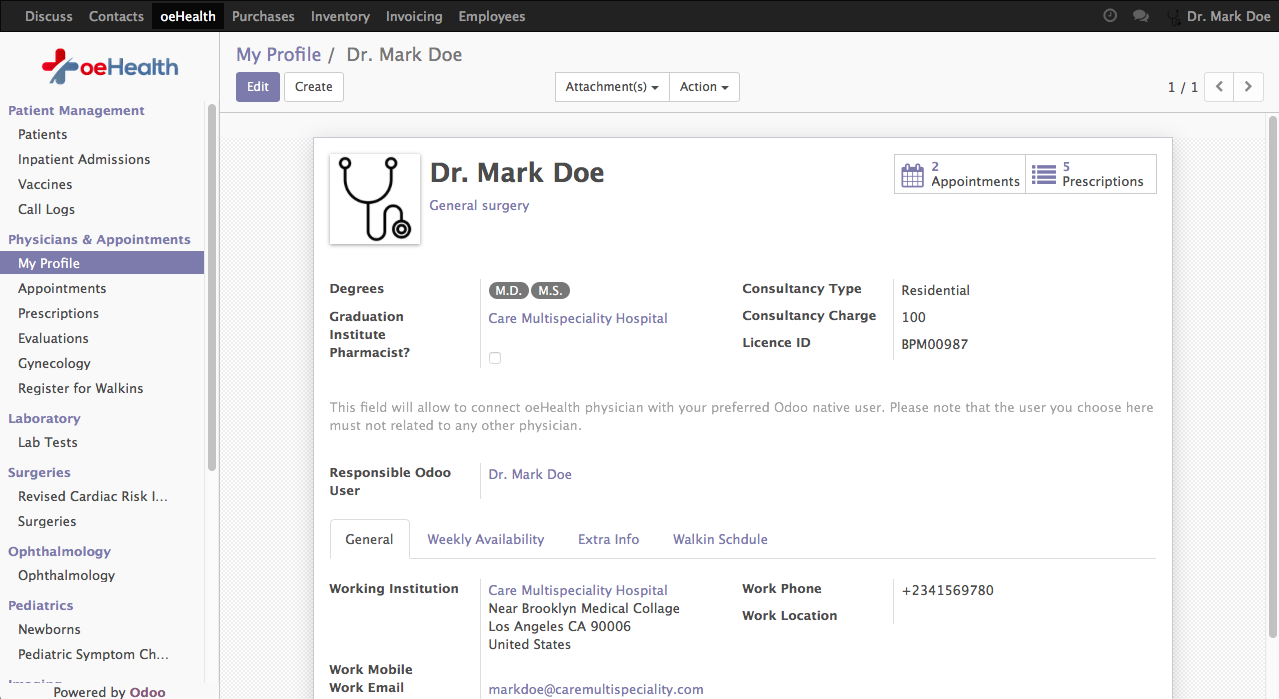 Discuss Contacts oeHealth Purchases Inventory Invoicing Employees Dr. Mark Doe
oeHealth
My Profile / Dr. Mark Doe
Edit Create Attachment(s) Action 1 / 1
Patient Management
Patients
Inpatient Admissions
Vaccines
Call Logs
Physicians & Appointments
My Profile
Appointments
Prescriptions
Evaluations
Gynecology
Register for Walkins
Laboratory
Lab Tests
Surgeries
Revised Cardiac Risk I...
Surgeries
Ophthalmology
Ophthalmology
Pediatrics
Newborns
Pediatric Symptom Ch...
Powered by Odoo
Dr. Mark Doe
General surgery
2
Appointments
5
Prescriptions
Degrees M.D. M.S.
Graduation
Institute
Care Multispeciality Hospital
Pharmacist?
Consultancy Type Residential
Consultancy Charge 100
Licence ID BPM00987
This field will allow to connect oeHealth physician with your preferred Odoo native user. Please note that the user you choose here
must not related to any other physician.
Responsible Odoo
User
Dr. Mark Doe
General Weekly Availability Extra Info Walkin Schdule
Working Institution Care Multispeciality Hospital
Near Brooklyn Medical Collage
Los Angeles CA 90006
United States
Work Mobile
Work Email markdoe@caremultispeciality.com
Work Phone +2341569780
Work Location